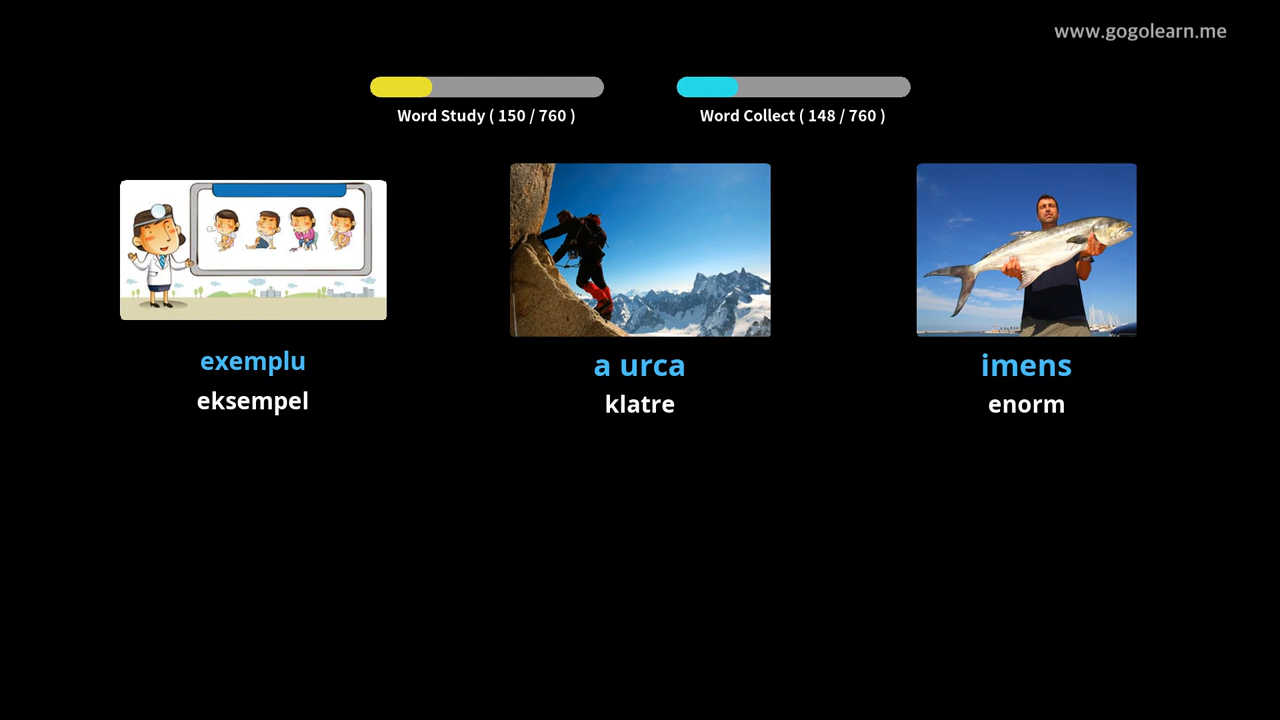 www.gogolearn.me
Word Study ( 150 / 760 )
Word Collect ( 148 / 760 )
exemplu
eksempel
a urca
klatre
imens
enorm